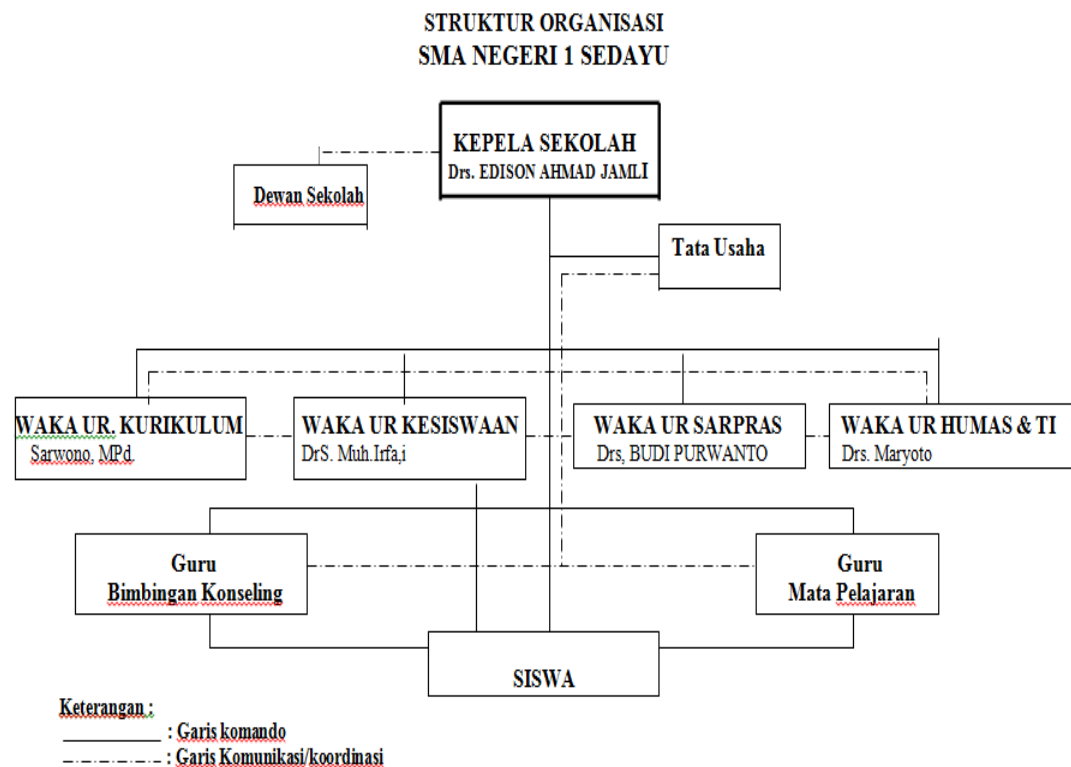 STRUKTUR ORGANISASI
SMA NEGERI 1 SEDAYU
KEPELA SEKOLAH
Drs. EDISON AHMAD JAMLI
Dewan Sekolah
Tata Usaha
WAKA UR. KURIKULUM
Sarwono, MPd.
WAKA UR KESISWAAN
DrS. Muh.Irfa,i
WAKA UR SARPRAS
Drs, BUDI PURWANTO
WAKA UR HUMAS & TI
Drs. Maryoto
Guru
Bimbingan Konseling
Guru
Mata Pelajaran
SISWA
Keterangan :
: Garis komando
: Garis Komunikasi/koordinasi